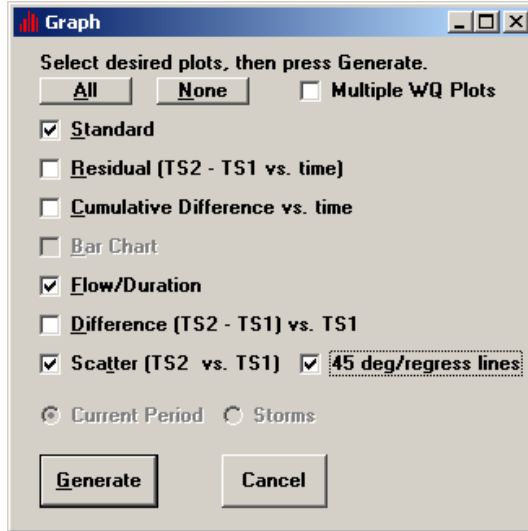 Graph
Select desired plots, then press Generate.
All None Multiple WQ Plots
Standard
Residual (TS2 - TS1 vs. time)
Cumulative Difference vs. time
Bar Chart
Flow/Duration
Difference (TS2 - TS1) vs. TS1
Scatter (TS2 vs. TS1) 45 deg/regress lines
Current Period Storms
Generate Cancel